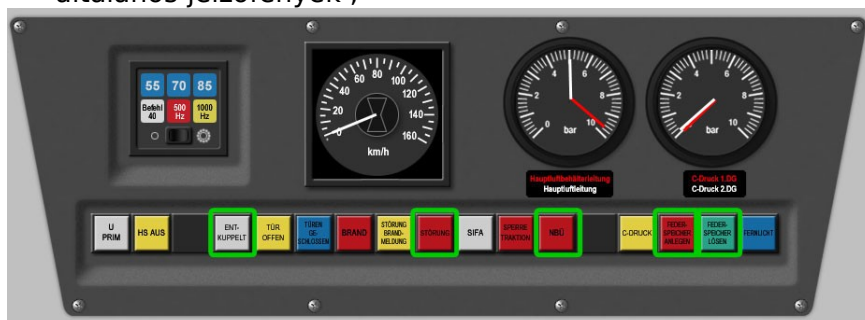 általános jelzőfények ,
55 70 85
Befehl 40
500 Hz
1000 Hz
0 20 40 60 80 100 120 140 160
km/h
0 2 4 6 8 10
bar
Hauptluftbehälterleitung
Hauptluftleitung
2 4 6 8 10
bar
C-Druck 1.DG
C-Druck 2.DG
U
PRIM
HS AUS
ENT-
KUPPELT
TÜR
OFFEN
TÜREN
GE-
SCHLOSSEN
BRAND
STÖRUNG
BRAND-
MELDUNG
STÖRUNG
SIFA
SPERRE
TRAKTION
NBÜ
C-DRUCK
FEDER-
SPEICHER
ANLEGEN
FEDER-
SPEICHER
LÖSEN
FERNLICHT